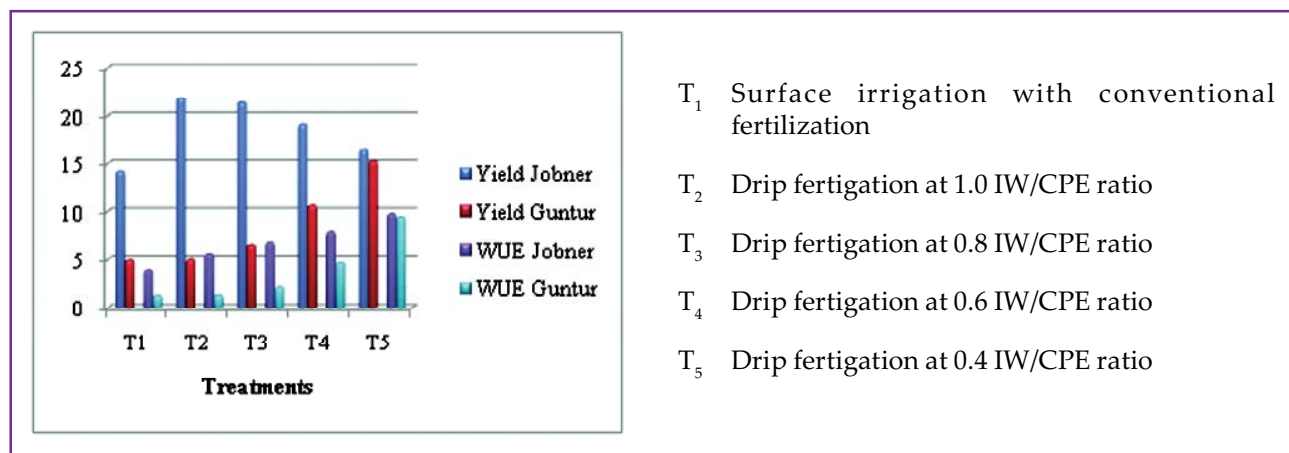 25
20
15
10
5
0
T1 T2 T3 T4 T5
Treatments
Yield Jobner
Yield Guntur
WUE Jobner
WUE Guntur
T₁ Surface irrigation with conventional
fertilization
T₂ Drip fertigation at 1.0 IW/CPE ratio
T₃ Drip fertigation at 0.8 IW/CPE ratio
T₄ Drip fertigation at 0.6 IW/CPE ratio
T₅ Drip fertigation at 0.4 IW/CPE ratio